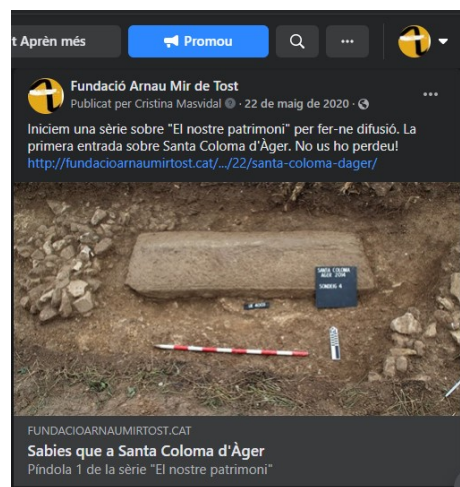 t Aprèn més
Promou
Fundació Arnau Mir de Tost
Publicat per Cristina Masvidal · 22 de maig de 2020 ·
Iniciem una sèrie sobre "El nostre patrimoni" per fer-ne difusió. La
primera entrada sobre Santa Coloma d'Àger. No us ho perdeu!
http://fundacioarnaumirtost.cat/.../22/santa-coloma-dager/
SANTA COLOMA
AGER 2014
SONDEIG 4
FUNDACIOARNAUMIRTOST.CAT
Sabies que a Santa Coloma d'Àger
Píndola 1 de la sèrie "El nostre patrimoni"